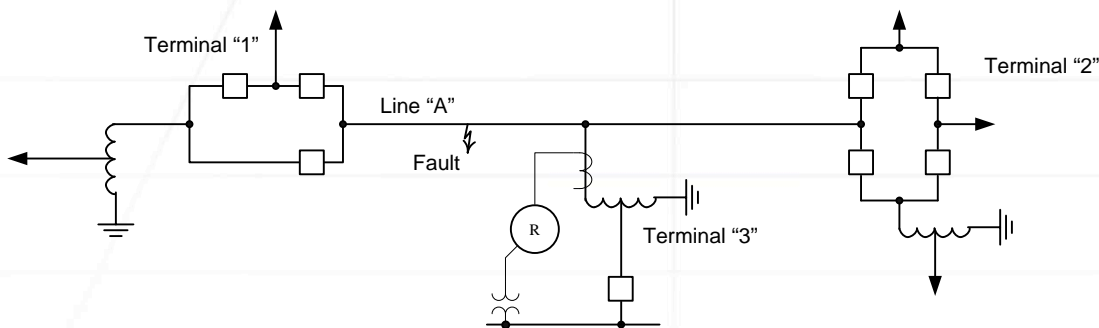 Terminal “1”
Terminal “2”
Line “A”
Fault
R
Terminal “3”